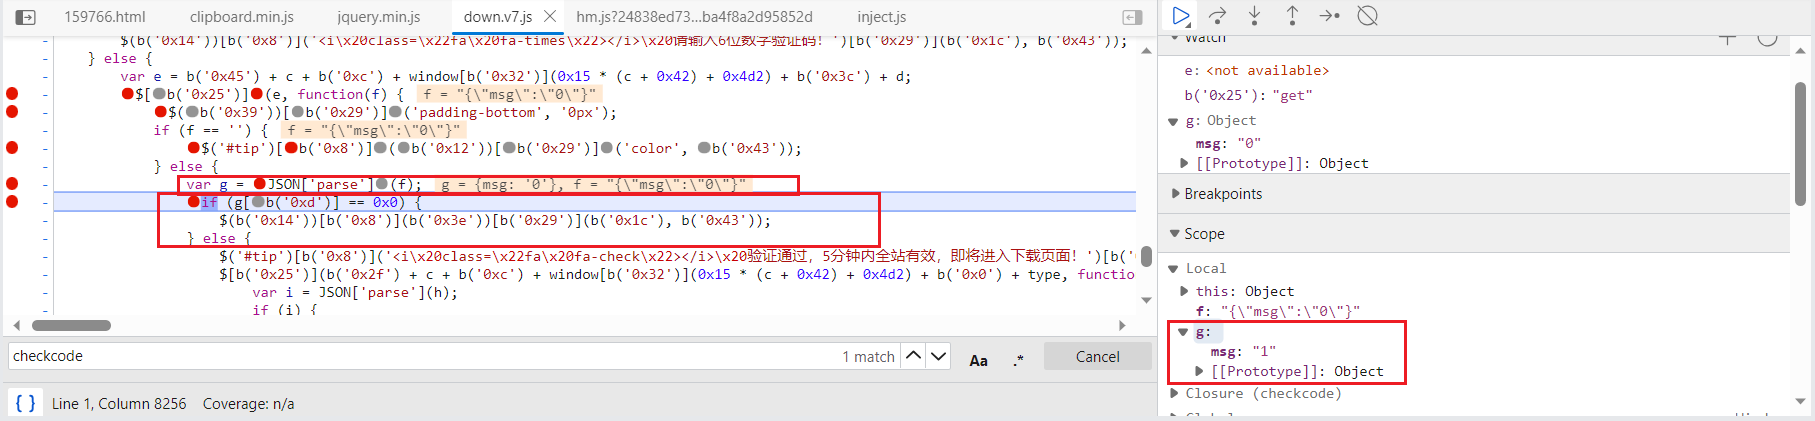 159766.html clipboard.min.js jquery.min.js down.v7.js hm.js?24838ed73...ba4f8a2d95852d inject.js
$(b('0x14'))[b('0x8')]('<i\x20class=\x22fa\x20fa-times\x22></i>\x20请输入6位数字验证码! ')[b('0x29')](b('0x1c'), b('0x43'));
} else {
var e = b('0x45') + c + b('0xc') + window[b('0x32')](0x15 * (c + 0x42) + 0x4d2) + b('0x3c') + d;
$[b('0x25')](e, function(f) { f = "{\"msg\":\"0\"}"
$(b('0x39'))[b('0x29')]('padding-bottom', '0px');
if (f == '') { f = "{\"msg\":\"0\"}"
$('#tip')[b('0x8')](b('0x12'))[b('0x29')]('color', b('0x43'));
} else {
var g = JSON['parse'](f); g = {msg: '0'}, f = "{\"msg\":\"0\"}"
if (g[b('0xd')] == 0x0) {
$(b('0x14'))[b('0x8')](b('0x3e'))[b('0x29')](b('0x1c'), b('0x43'));
} else {
$('#tip')[b('0x8')]('<i\x20class=\x22fa\x20fa-check\x22></i>\x20验证通过, 5分钟内全站有效, 即将进入下载页面! ')[b('
$[b('0x25')](b('0x2f') + c + b('0xc') + window[b('0x32')](0x15 * (c + 0x42) + 0x4d2) + b('0x0') + type, functio
var i = JSON['parse'](h);
if (i) {
checkcode 1 match Aa .* Cancel
{ } Line 1, Column 8256 Coverage: n/a
Watch
e: <not available>
b('0x25'): "get"
g: Object
msg: "0"
[[Prototype]]: Object
Breakpoints
Scope
Local
this: Object
f: "{\"msg\":\"0\"}"
g:
msg: "1"
[[Prototype]]: Object
Closure (checkcode)